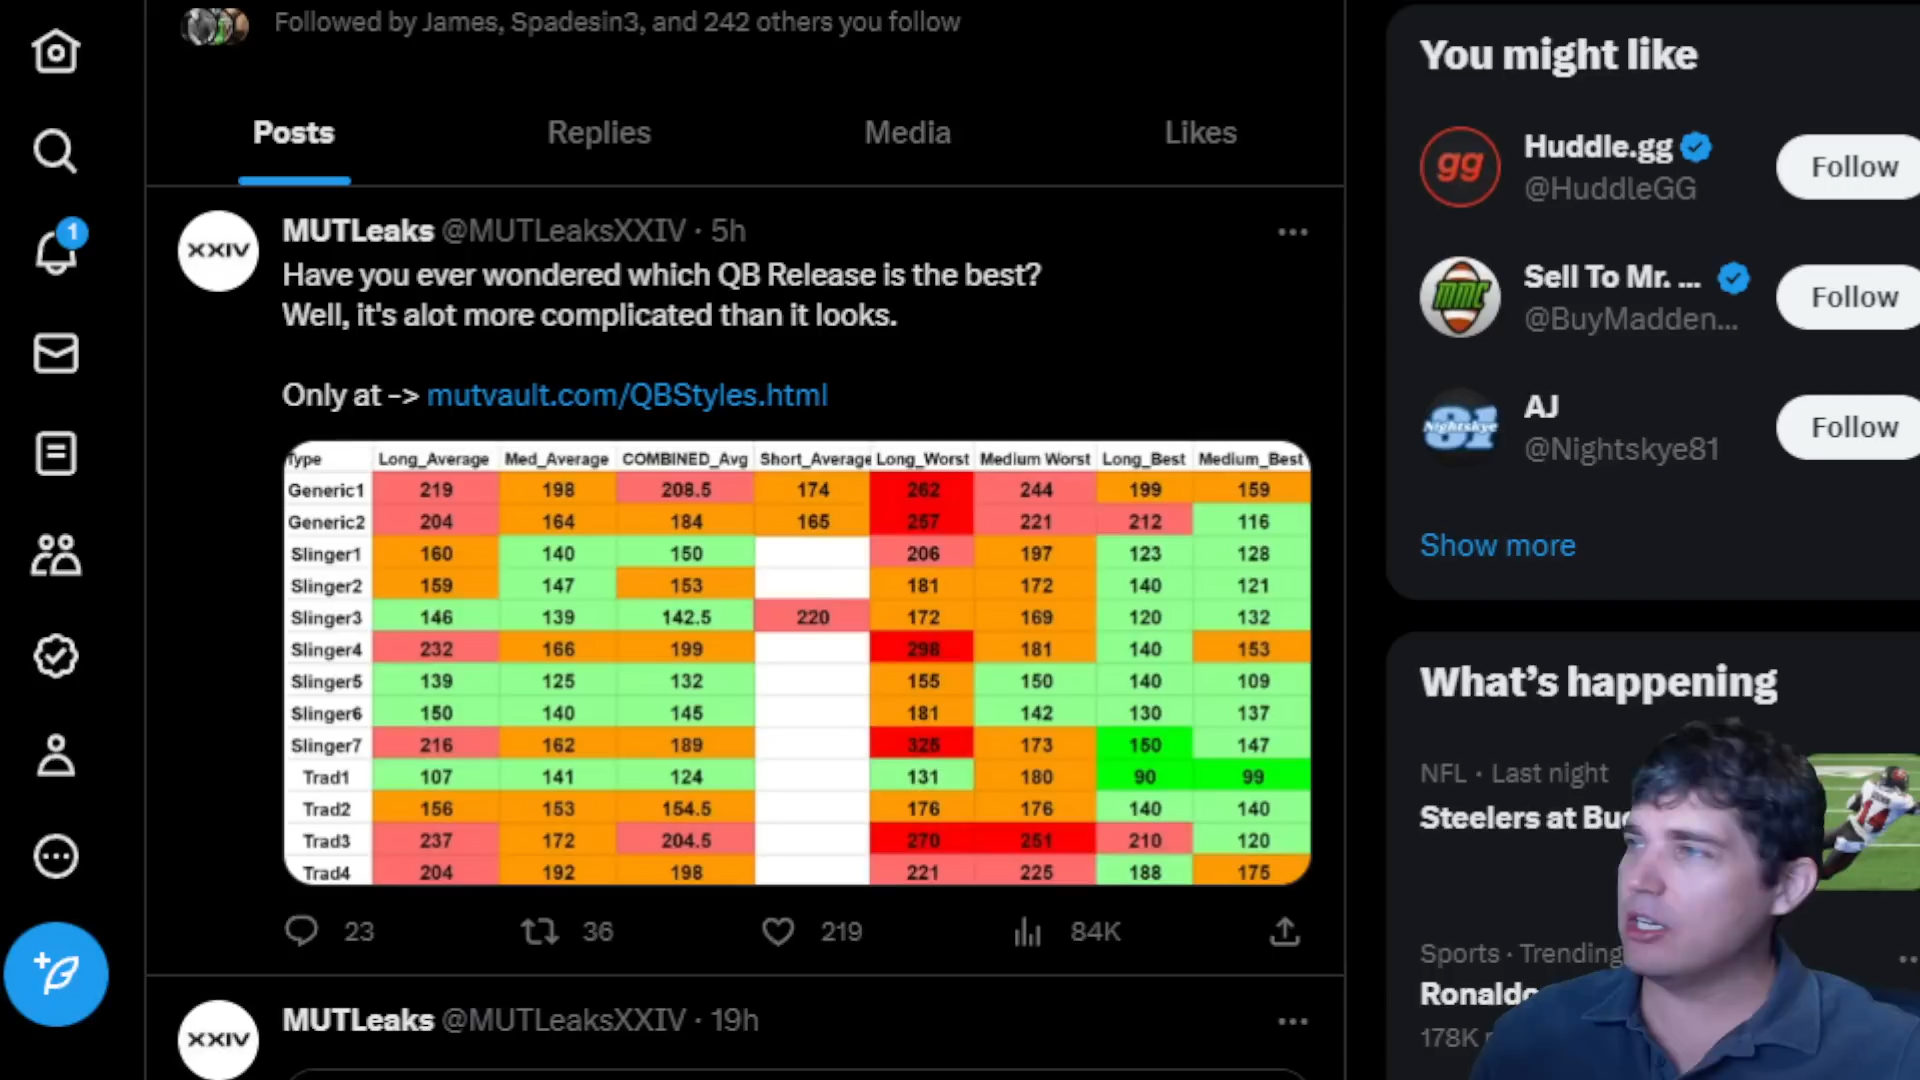 Followed by James, Spadesin3, and 242 others you follow
Posts Replies Media Likes
1
XXIV
MUTLeaks @MUTLeaksXXIV · 5h
Have you ever wondered which QB Release is the best?
Well, it's alot more complicated than it looks.
Only at -> mutvault.com/QBStyles.html
Type Long_Average Med_Average COMBINED_Avg Short_Average Long_Worst Medium Worst Long_Best Medium_Best
Generic1 219 198 208.5 174 262 244 199 159
Generic2 204 164 184 165 257 221 212 116
Slinger1 160 140 150 206 197 123 128
Slinger2 159 147 153 181 172 140 121
Slinger3 146 139 142.5 220 172 169 120 132
Slinger4 232 166 199 298 181 140 153
Slinger5 139 125 132 155 150 140 109
Slinger6 150 140 145 181 142 130 137
Slinger7 216 162 189 325 173 150 147
Trad1 107 141 124 131 180 90 99
Trad2 156 153 154.5 176 176 140 140
Trad3 237 172 204.5 270 251 210 120
Trad4 204 192 198 221 225 188 175
23 36 219 84K
XXIV
MUTLeaks @MUTLeaksXXIV · 19h
You might like
gg
Huddle.gg
@HuddleGG
Follow
MMC
Sell To Mr. ...
@BuyMadden...
Follow
Nightskye
81
AJ
@Nightskye81
Follow
Show more
What's happening
NFL · Last night
Steelers at
14
Sports · Trending
178K